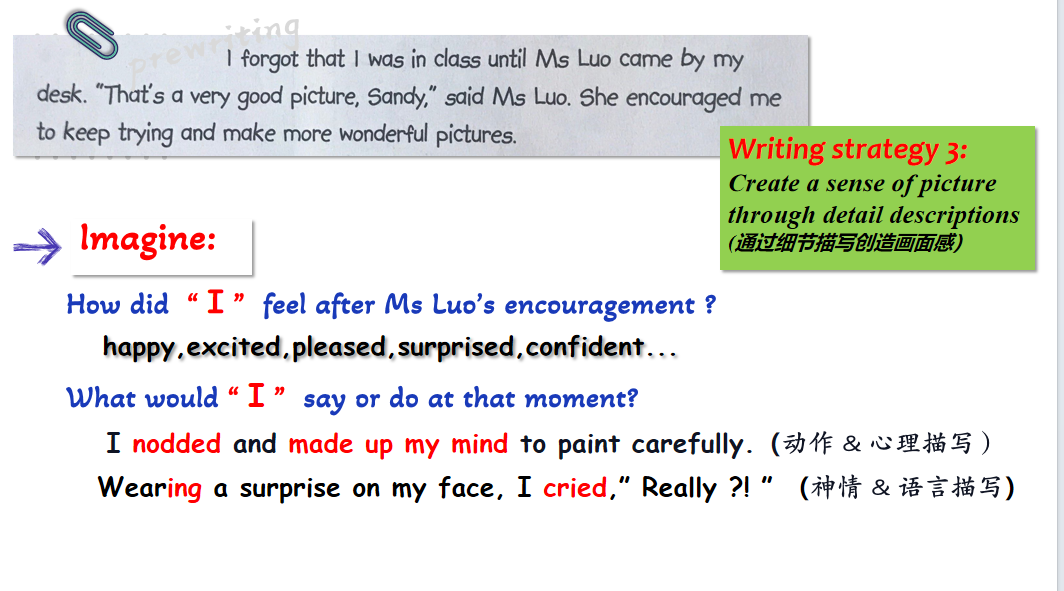 prewriting
I forgot that I was in class until Ms Luo came by my
desk. "That's a very good picture, Sandy," said Ms Luo. She encouraged me
to keep trying and make more wonderful pictures.
Writing strategy 3:
Create a sense of picture
through detail descriptions
(通过细节描写创造画面感)
Imagine:
How did “ I ” feel after Ms Luo’s encouragement ?
happy,excited,pleased,surprised,confident...
What would “ I ” say or do at that moment?
I nodded and made up my mind to paint carefully. (动作 & 心理描写）
Wearing a surprise on my face, I cried,” Really ?! ” (神情 & 语言描写)